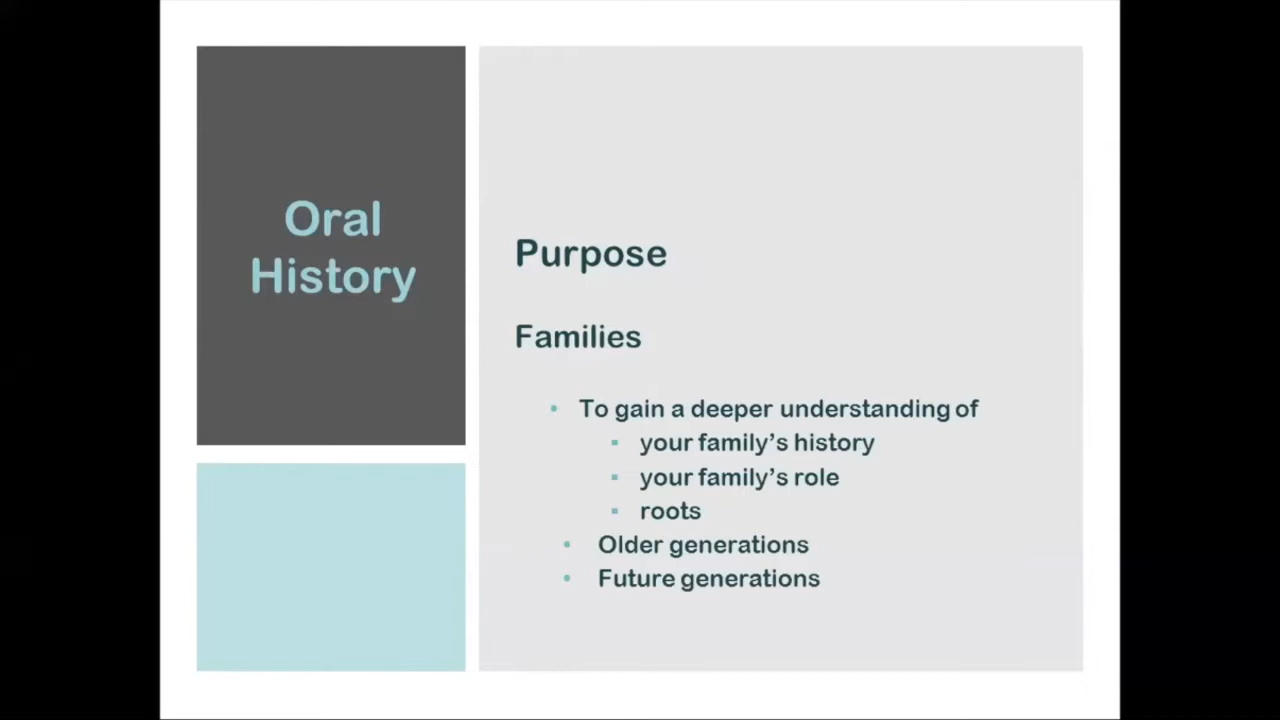 Oral
History
Purpose
Families
• To gain a deeper understanding of
▪ your family’s history
▪ your family’s role
▪ roots
• Older generations
• Future generations